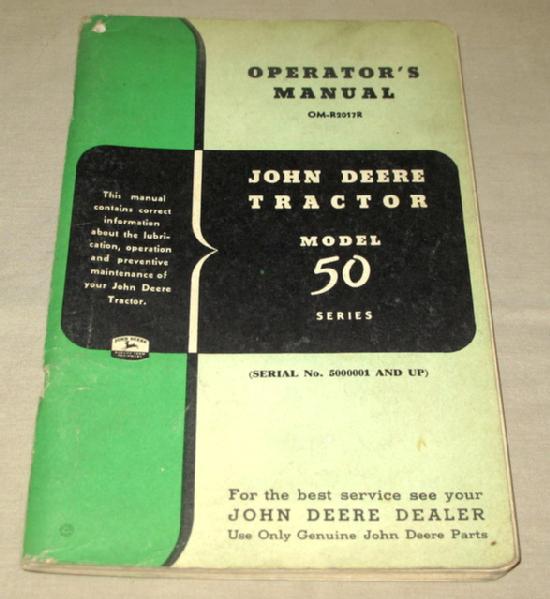 OPERATOR'S
MANUAL
OM-R2017R
JOHN DEERE
TRACTOR
MODEL
50
SERIES
This manual
contains correct
information
about the lubri-
cation, operation
and preventive
maintenance of
your John Deere
Tractor.
JOHN DEERE
(SERIAL No. 5000001 AND UP)
For the best service see your
JOHN DEERE DEALER
Use Only Genuine John Deere Parts